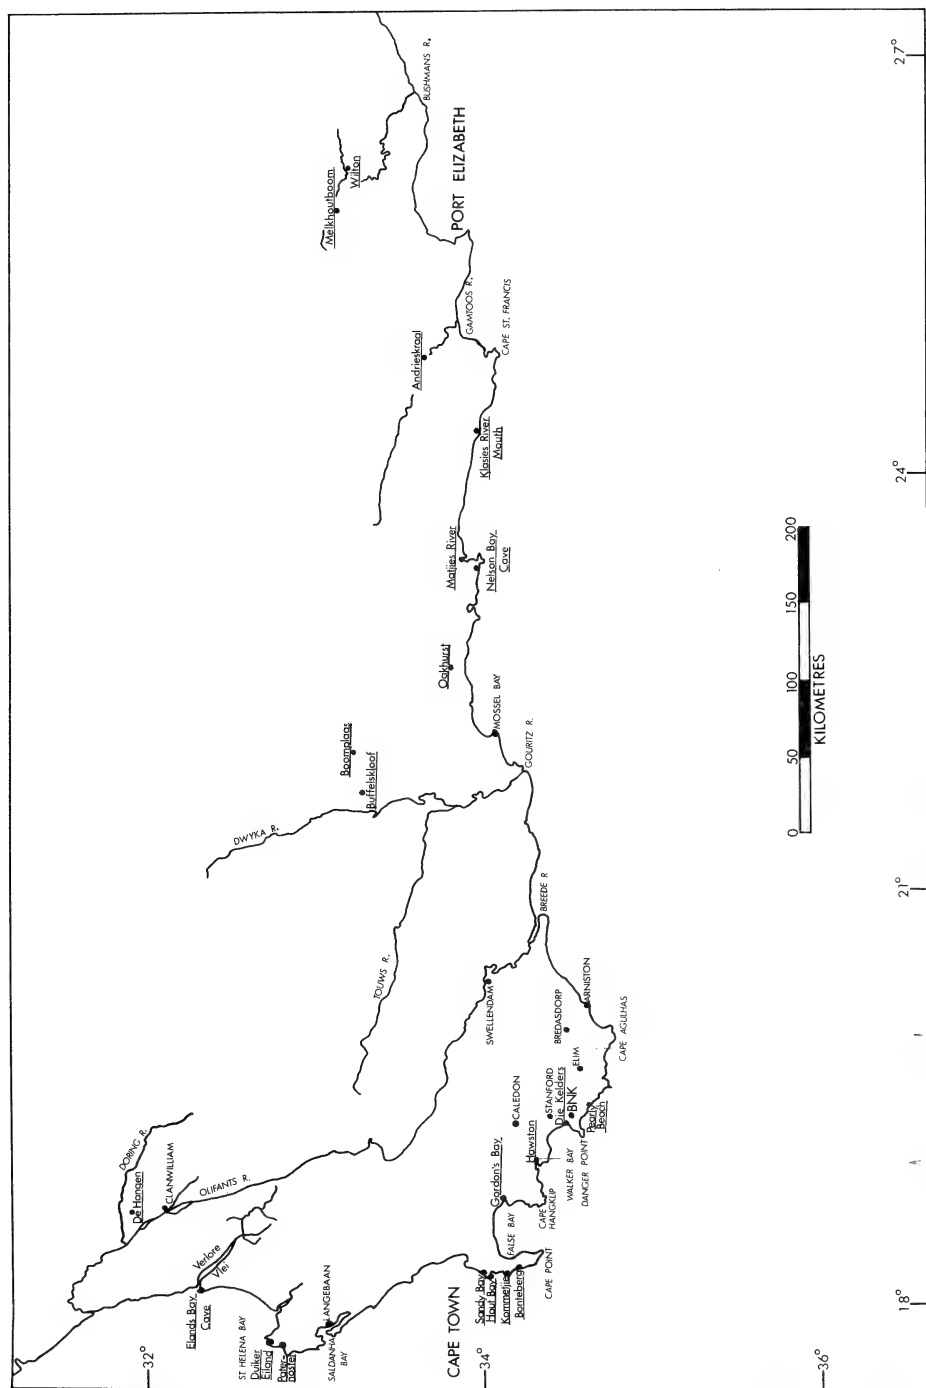 BUSHMANS R.
Wilton
Melkhoutboom
PORT ELIZABETH
GAMTOOS R.
CAPE ST. FRANCIS
Andrieskraal
Klasies River
Mouth
Matjies River
Nelson Bay
Cave
Oakhurst
MOSSEL BAY
GOURITZ R.
Boomplaas
Buffelskloof
DWYKA R.
TOUWS R.
BREEDE R
SWELLENDAM
ARNISTON
BREDASDORP
CAPE AGULHAS
ELIM
STANFORD
Die Kelders
BNK
Pearly
Beach
CALEDON
Hawston
WALKER BAY
DANGER POINT
Gordon's Bay
CAPE
HANGKLIP
FALSE BAY
CAPE POINT
DORING R.
De Hangen
CLANWILLIAM
OLIFANTS R.
Verlore
Vlei
Elands Bay
Cave
ST HELENA BAY
Duiker
Eiland
Pater-
noster
LANGEBAAN
SALDANHA
BAY
CAPE TOWN
Sandy Bay
Hout Bay
Kommetjie
Bonteberg
32°
34°
36°
18°
21°
24°
27°
0 50 100 150 200
KILOMETRES